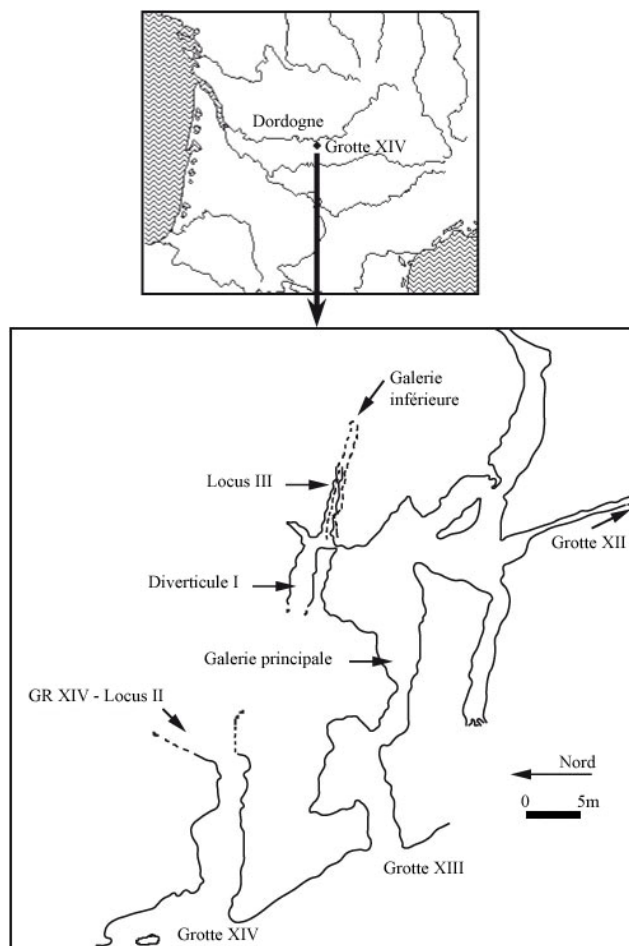 Dordogne
Grotte XIV
Galerie
inférieure
Locus III
Grotte XII
Diverticule I
Galerie principale
GR XIV - Locus II
Nord
0 5m
Grotte XIII
Grotte XIV